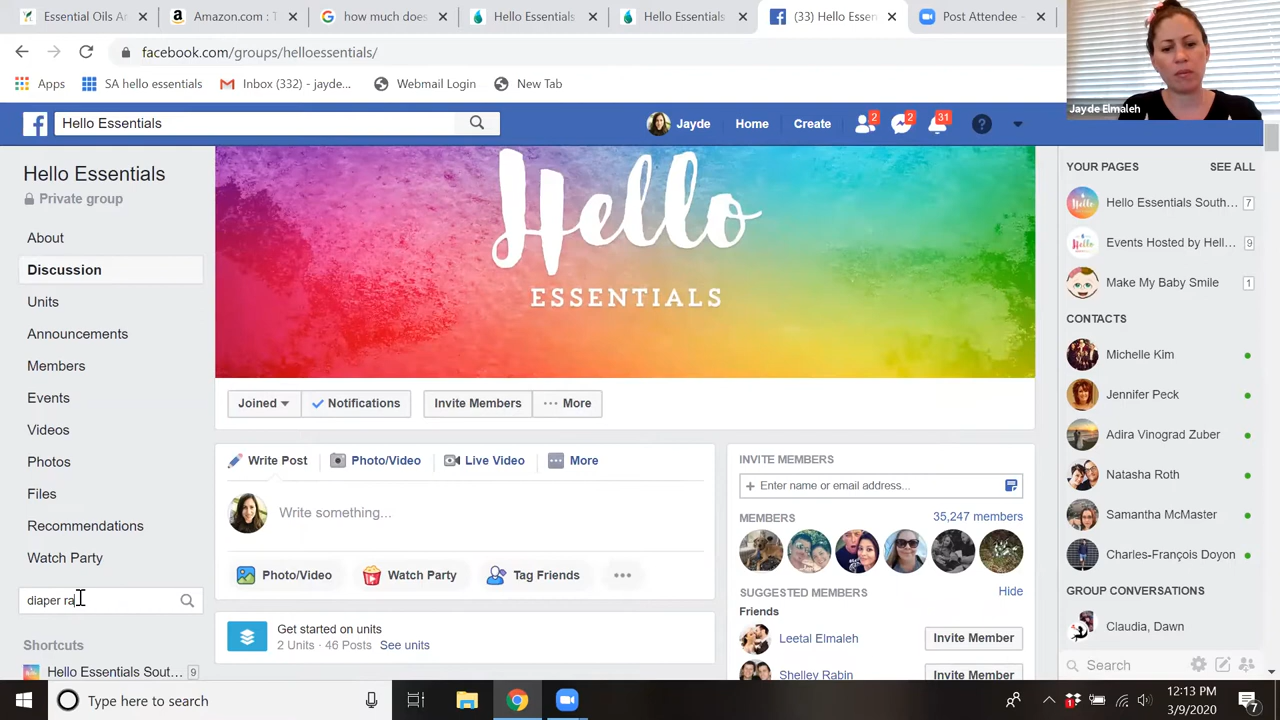 Essential Oils Ar
Amazon.com : T
how much does
Hello Essentials
Hello Essentials
(33) Hello Esse
Post Attendee -
facebook.com/groups/helloessentials/
Apps
SA hello essentials
Inbox (332) - jayde...
Webmail Login
New Tab
Jayde Elmaleh
Hello Essentials
Jayde
Home
Create
2
2
31
Hello Essentials
Private group
About
Discussion
Units
Announcements
Members
Events
Videos
Photos
Files
Recommendations
Watch Party
diaper ra
Shortcuts
Hello Essentials Sout... 9
Hello
ESSENTIALS
Joined
Notifications
Invite Members
More
Write Post
Photo/Video
Live Video
More
Write something...
Photo/Video
Watch Party
Tag Friends
Get started on units
2 Units · 46 Posts See units
INVITE MEMBERS
+ Enter name or email address...
MEMBERS
35,247 members
SUGGESTED MEMBERS
Hide
Friends
Leetal Elmaleh
Invite Member
Shelley Rabin
Invite Member
YOUR PAGES
SEE ALL
Hello Essentials South... 7
Events Hosted by Hell... 9
Make My Baby Smile 1
CONTACTS
Michelle Kim
Jennifer Peck
Adira Vinograd Zuber
Natasha Roth
Samantha McMaster
Charles-François Doyon
GROUP CONVERSATIONS
Claudia, Dawn
Search
Type here to search
1
12:13 PM
3/9/2020
7